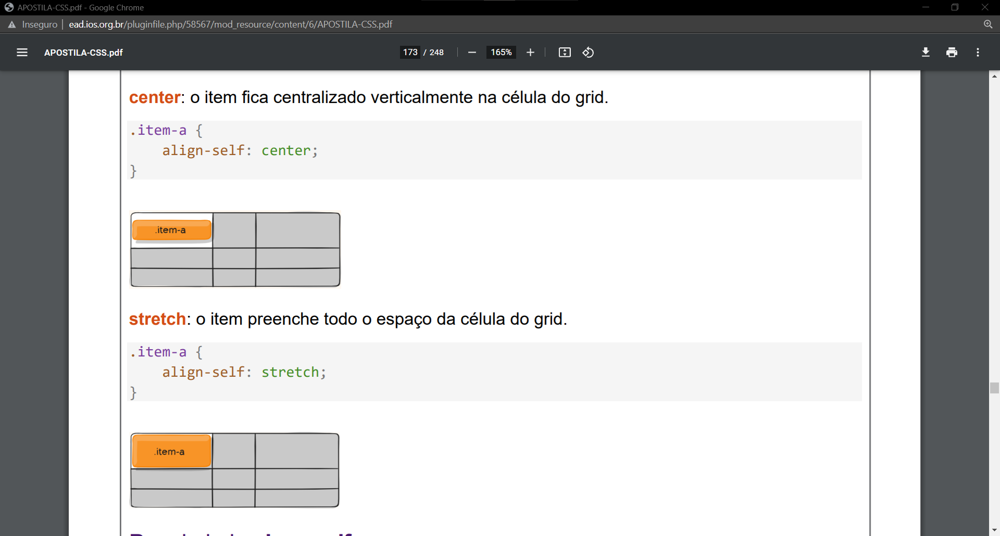 APOSTILA-CSS.pdf - Google Chrome
Inseguro | ead.ios.org.br/pluginfile.php/58567/mod_resource/content/6/APOSTILA-CSS.pdf
APOSTILA-CSS.pdf 173 / 248 165%
center: o item fica centralizado verticalmente na célula do grid.
.item-a {
    align-self: center;
}
.item-a
stretch: o item preenche todo o espaço da célula do grid.
.item-a {
    align-self: stretch;
}
.item-a